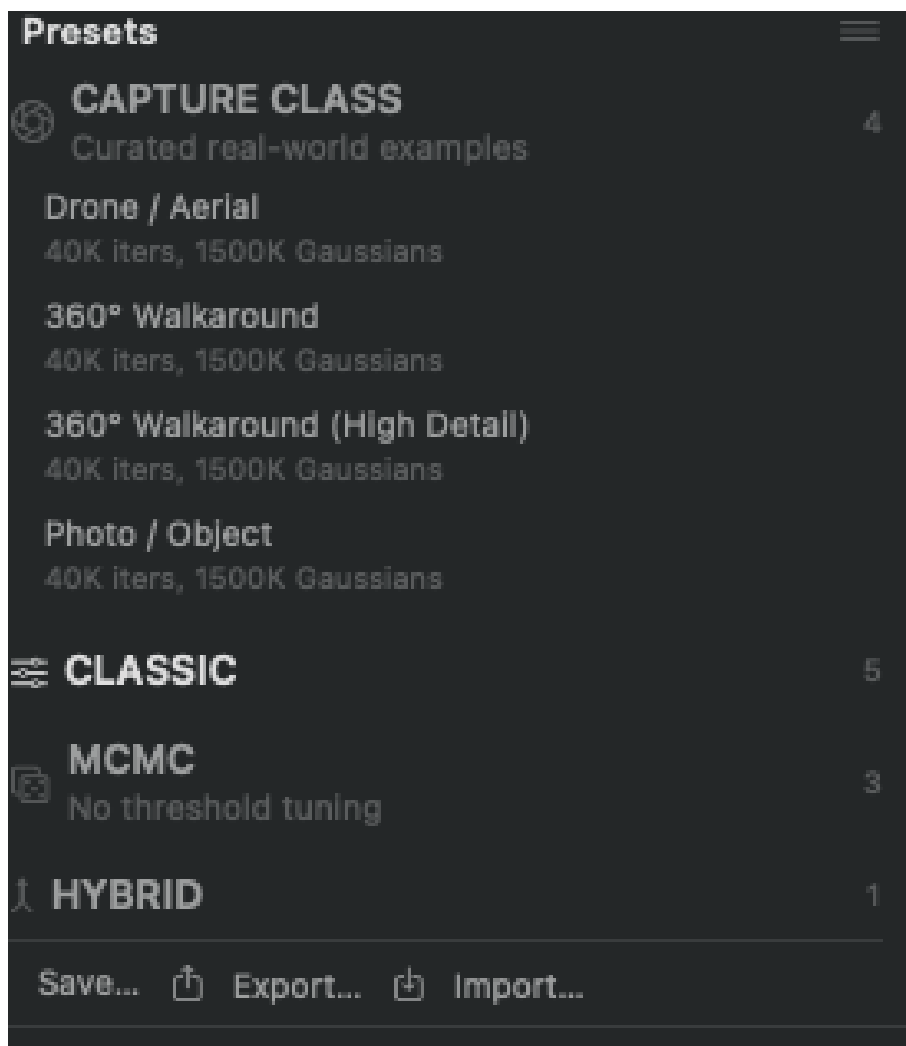 Presets
CAPTURE CLASS
4
Curated real-world examples
Drone / Aerial
40K iters, 1500K Gaussians
360° Walkaround
40K iters, 1500K Gaussians
360° Walkaround (High Detail)
40K iters, 1500K Gaussians
Photo / Object
40K iters, 1500K Gaussians
CLASSIC
5
MCMC
3
No threshold tuning
HYBRID
1
Save... Export... Import...